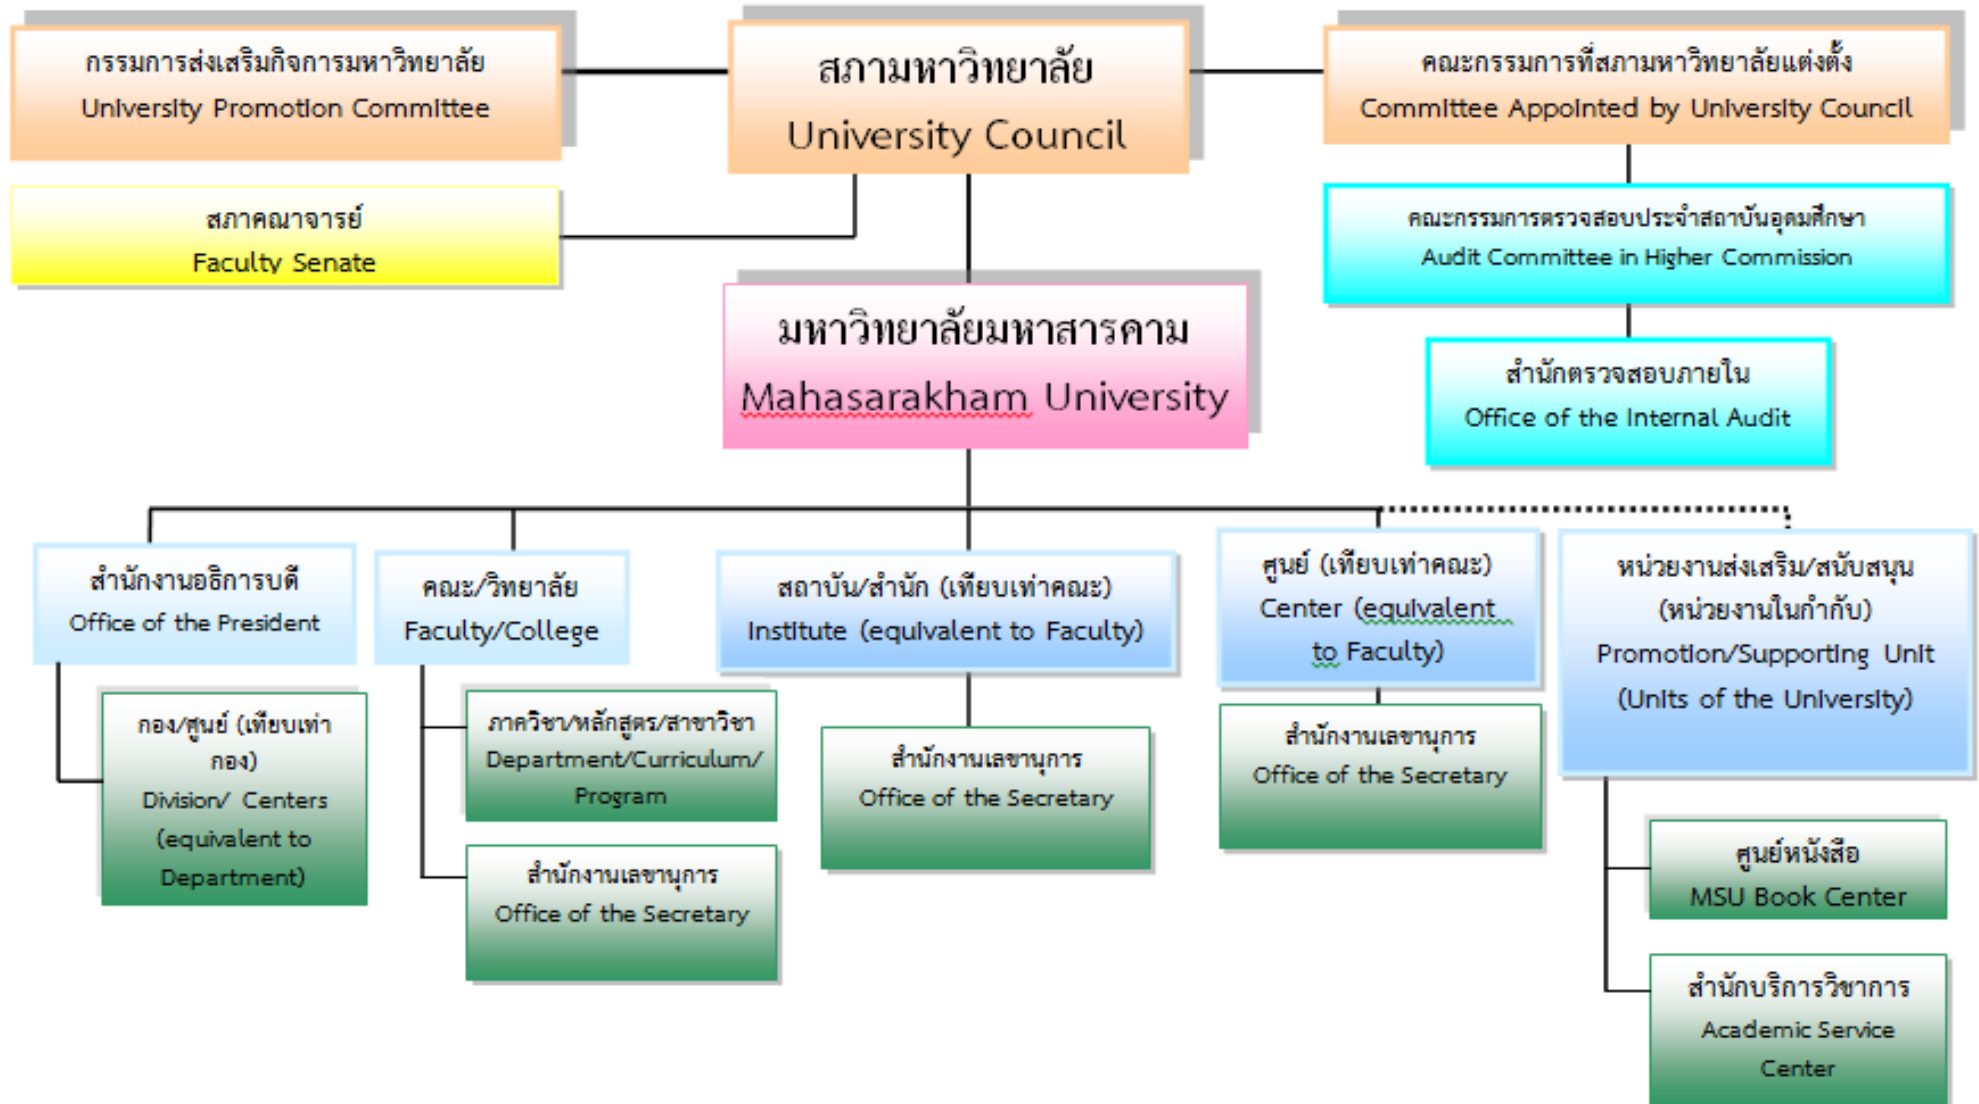 กรรมการส่งเสริมกิจการมหาวิทยาลัย
University Promotion Committee
สภามหาวิทยาลัย
University Council
คณะกรรมการที่สภามหาวิทยาลัยแต่งตั้ง
Committee Appointed by University Council
สภาคณาจารย์
Faculty Senate
คณะกรรมการตรวจสอบประจำสถาบันอุดมศึกษา
Audit Committee in Higher Commission
มหาวิทยาลัยมหาสารคาม
Mahasarakham University
สำนักตรวจสอบภายใน
Office of the Internal Audit
สำนักงานอธิการบดี
Office of the President
คณะ/วิทยาลัย
Faculty/College
สถาบัน/สำนัก (เทียบเท่าคณะ)
Institute (equivalent to Faculty)
ศูนย์ (เทียบเท่าคณะ)
Center (equivalent
to Faculty)
หน่วยงานส่งเสริม/สนับสนุน
(หน่วยงานในกำกับ)
Promotion/Supporting Unit
(Units of the University)
กอง/ศูนย์ (เทียบเท่า
กอง)
Division/ Centers
(equivalent to
Department)
ภาควิชา/หลักสูตร/สาขาวิชา
Department/Curriculum/
Program
สำนักงานเลขานุการ
Office of the Secretary
สำนักงานเลขานุการ
Office of the Secretary
สำนักงานเลขานุการ
Office of the Secretary
ศูนย์หนังสือ
MSU Book Center
สำนักบริการวิชาการ
Academic Service
Center